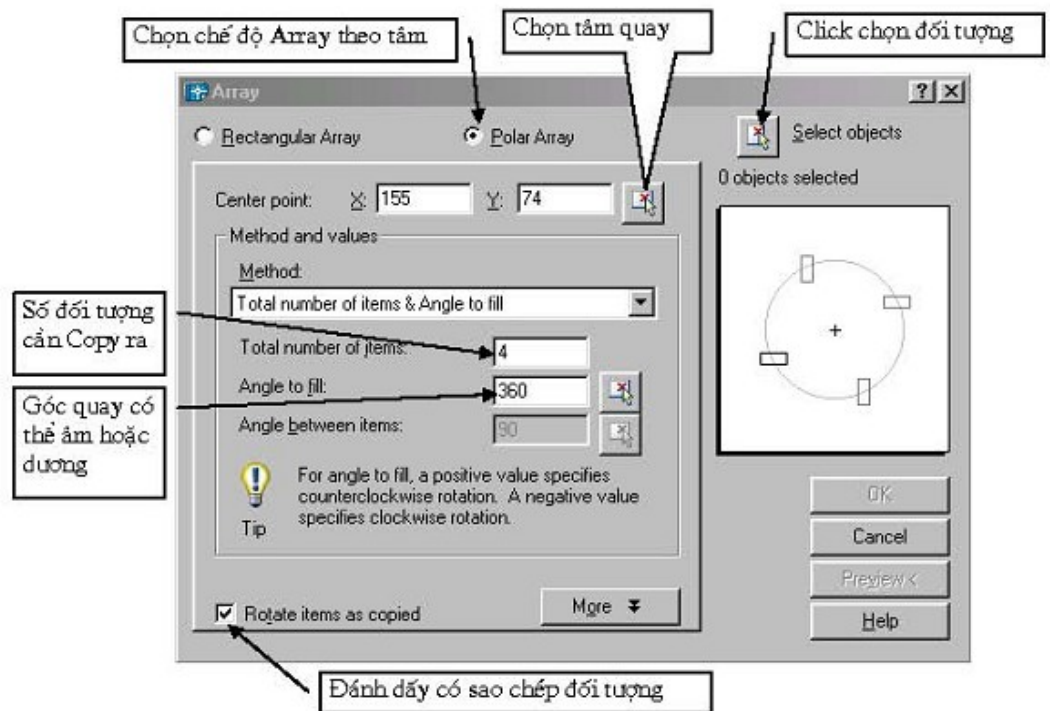 Chọn chế độ Array theo tâm
Chọn tâm quay
Click chọn đối tượng
Array
Rectangular Array
Polar Array
Select objects
0 objects selected
Center point:
X:
155
Y:
74
Method and values
Method:
Total number of items & Angle to fill
Số đối tượng
cần Copy ra
Total number of items:
4
Angle to fill:
360
Góc quay có
thể âm hoặc
dương
Angle between items:
90
For angle to fill, a positive value specifies
counterclockwise rotation. A negative value
specifies clockwise rotation.
Tip
OK
Cancel
Preview <
Help
Rotate items as copied
More
Đánh dấy có sao chép đối tượng